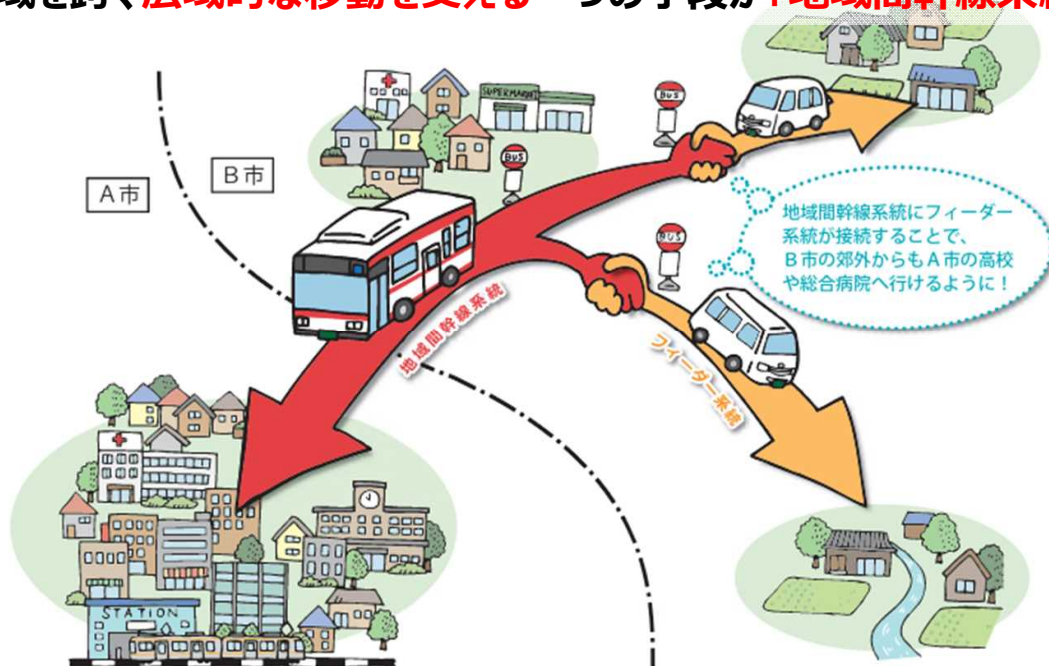 域を跨ぐ広域的な移動を支える一つの手段が「地域間幹線系統
SUPERMARKET
BUS
BUS
A市
B市
BUS
地域間幹線系統にフィーダー
系統が接続することで、
B市の郊外からもA市の高校
や総合病院へ行けるように！
地域間幹線系統
フィーダー系統
STATION